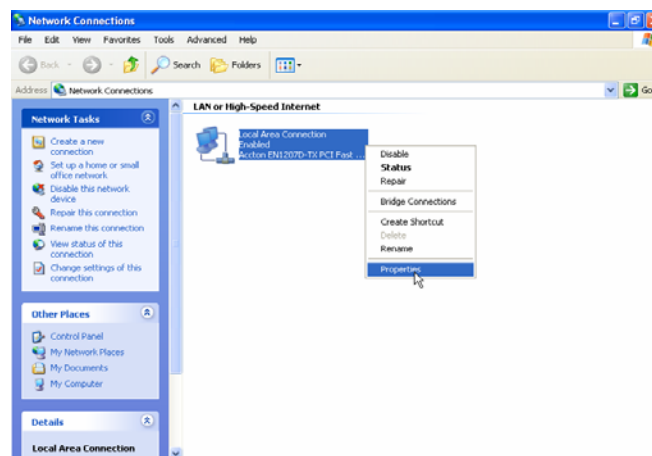 Network Connections
File Edit View Favorites Tools Advanced Help
Back Search Folders
Address Network Connections Go
Network Tasks
Create a new
connection
Set up a home or small
office network
Disable this network
device
Repair this connection
Rename this connection
View status of this
connection
Change settings of this
connection
Other Places
Control Panel
My Network Places
My Documents
My Computer
Details
Local Area Connection
LAN or High-Speed Internet
Local Area Connection
Enabled
Accton EN1207D-TX PCI Fast ...
Disable
Status
Repair
Bridge Connections
Create Shortcut
Delete
Rename
Properties